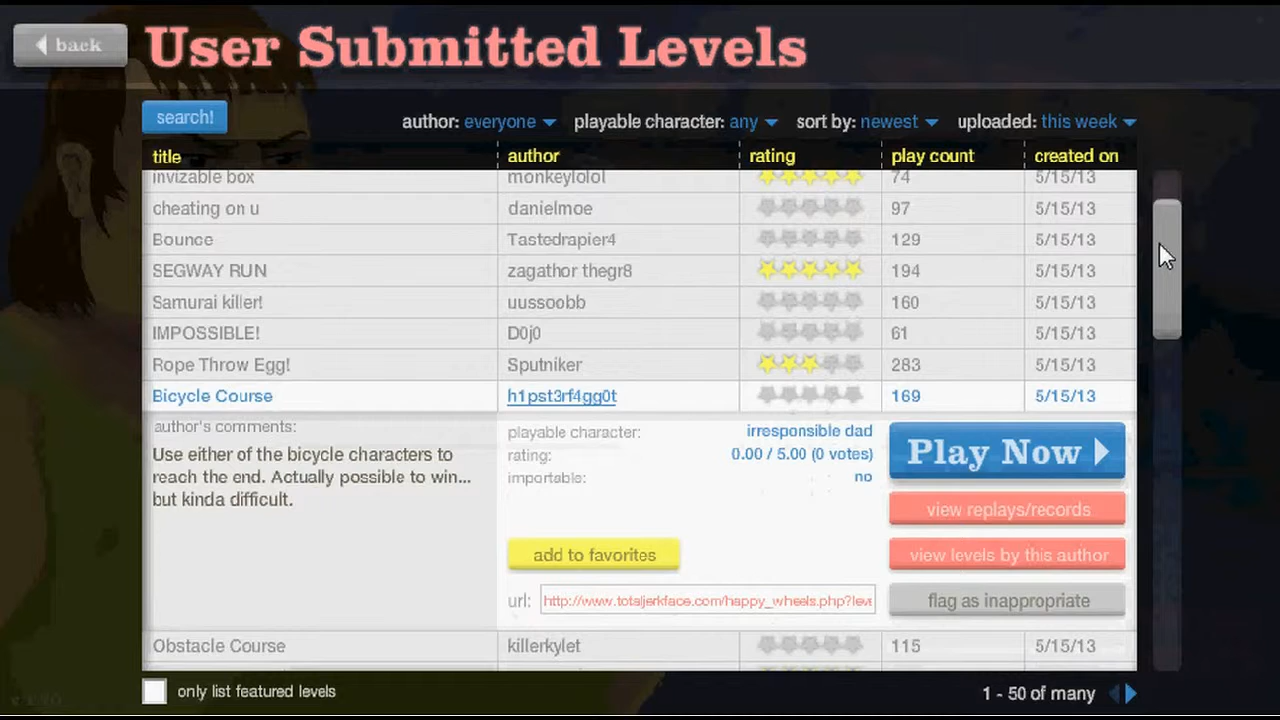 back
User Submitted Levels
search!
author: everyone playable character: any sort by: newest uploaded: this week
title author rating play count created on
invizable box monkeylolol 74 5/15/13
cheating on u danielmoe 97 5/15/13
Bounce Tastedrapier4 129 5/15/13
SEGWAY RUN zagathor thegr8 194 5/15/13
Samurai killer! uussoobb 160 5/15/13
IMPOSSIBLE! D0j0 61 5/15/13
Rope Throw Egg! Sputniker 283 5/15/13
Bicycle Course h1pst3rf4gg0t 169 5/15/13
author's comments:
Use either of the bicycle characters to
reach the end. Actually possible to win...
but kinda difficult.
playable character: irresponsible dad
rating: 0.00 / 5.00 (0 votes)
importable: no
add to favorites
url: http://www.totaljerkface.com/happy_wheels.php?leve
Play Now
view replays/records
view levels by this author
flag as inappropriate
Obstacle Course killerkylet 115 5/15/13
only list featured levels
1 - 50 of many